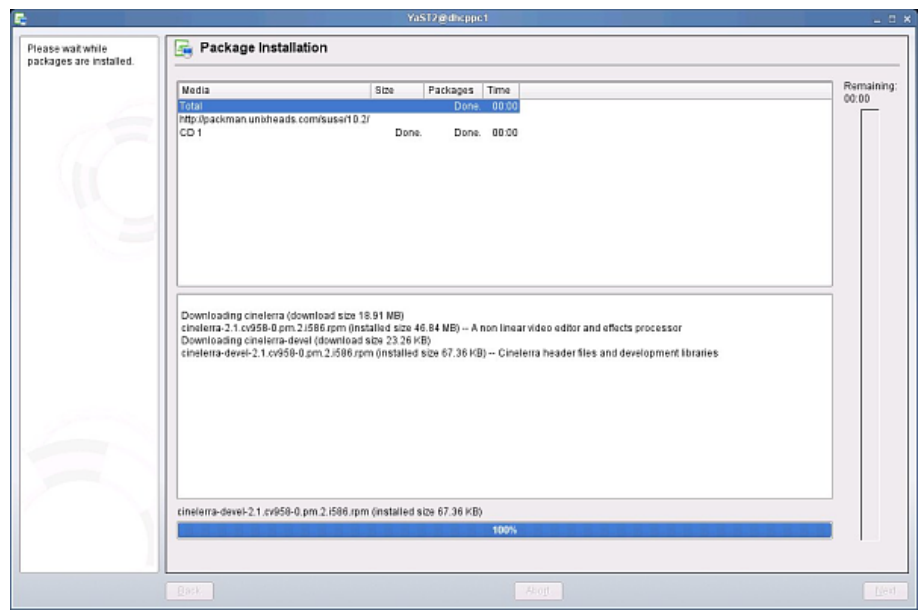 YaST2@dhcppc1
Please wait while
packages are installed.
Package Installation
Media Size Packages Time
Total Done. 00:00
http://packman.unixheads.com/suse/10.2/
CD 1 Done. Done. 00:00
Remaining:
00:00
Downloading cinelerra (download size 18.91 MB)
cinelerra-2.1.cv958-0.pm.2.i586.rpm (installed size 46.84 MB) -- A non linear video editor and effects processor
Downloading cinelerra-devel (download size 23.26 KB)
cinelerra-devel-2.1.cv958-0.pm.2.i586.rpm (installed size 67.36 KB) -- Cinelerra header files and development libraries
cinelerra-devel-2.1.cv958-0.pm.2.i586.rpm (installed size 67.36 KB)
100%
Back Abort Next